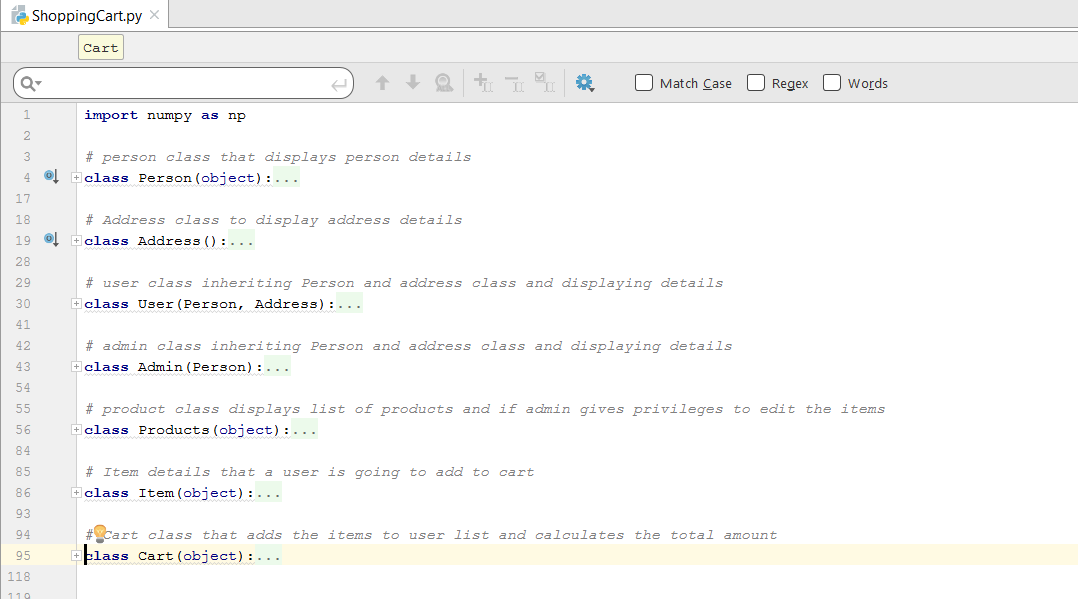 ShoppingCart.py
Cart
Match Case Regex Words
1 import numpy as np
2
3 # person class that displays person details
4 class Person(object):...
17
18 # Address class to display address details
19 class Address():...
28
29 # user class inheriting Person and address class and displaying details
30 class User(Person, Address):...
41
42 # admin class inheriting Person and address class and displaying details
43 class Admin(Person):...
54
55 # product class displays list of products and if admin gives privileges to edit the items
56 class Products(object):...
84
85 # Item details that a user is going to add to cart
86 class Item(object):...
93
94 # Cart class that adds the items to user list and calculates the total amount
95 class Cart(object):...
118
119